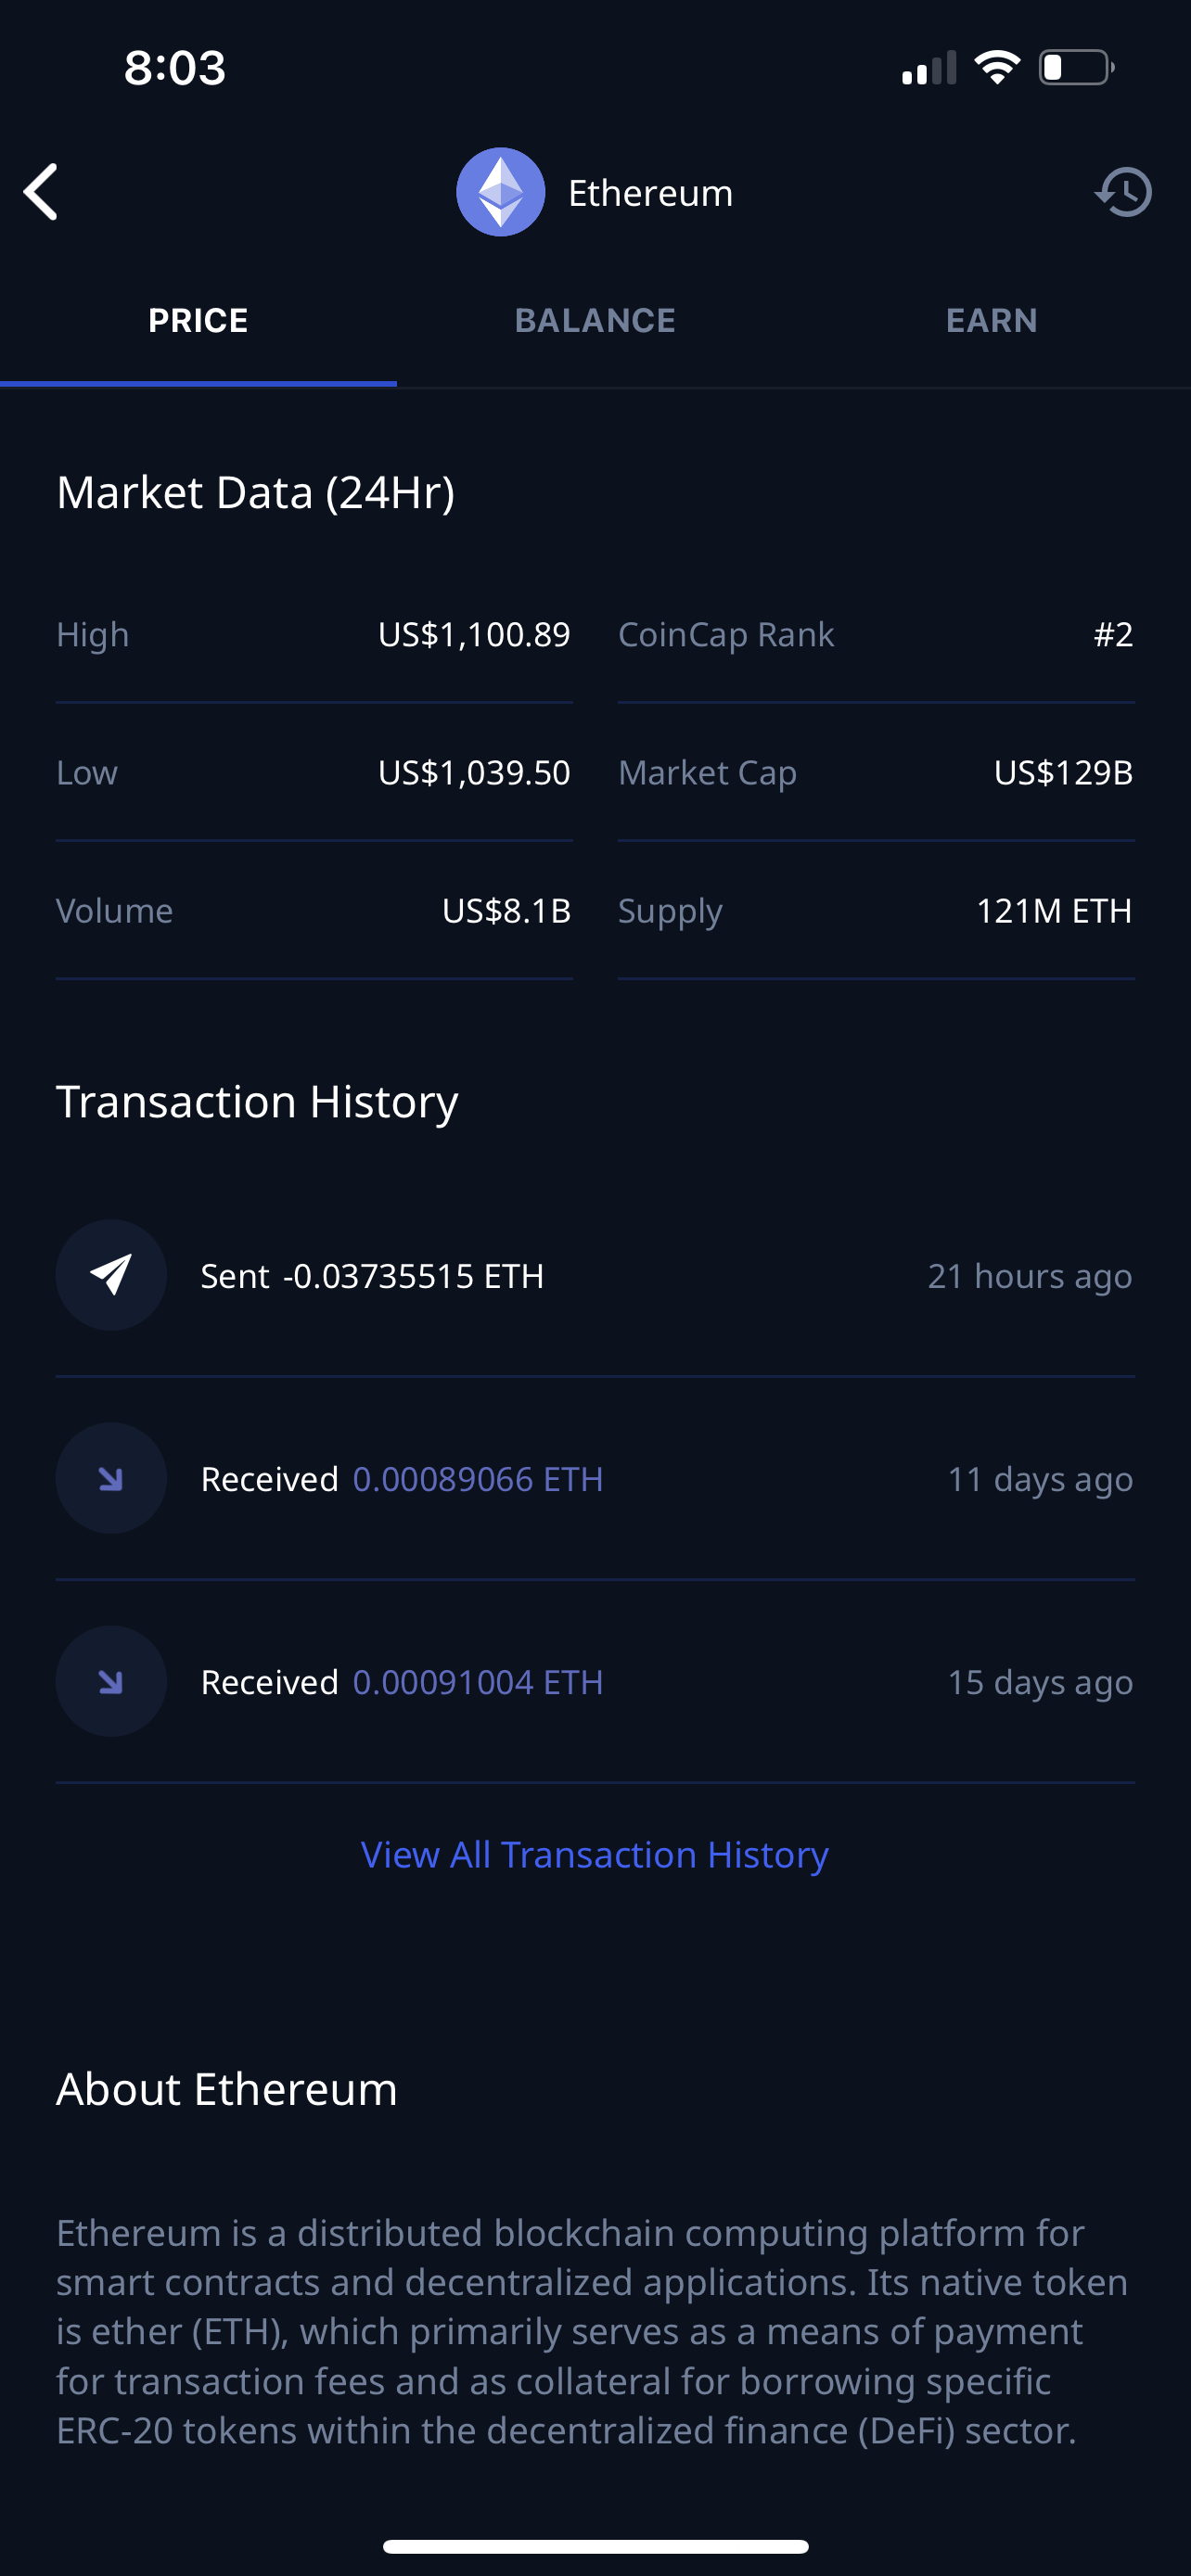 8:03
Ethereum
PRICE BALANCE EARN
Market Data (24Hr)
High US$1,100.89 CoinCap Rank #2
Low US$1,039.50 Market Cap US$129B
Volume US$8.1B Supply 121M ETH
Transaction History
Sent -0.03735515 ETH 21 hours ago
Received 0.00089066 ETH 11 days ago
Received 0.00091004 ETH 15 days ago
View All Transaction History
About Ethereum
Ethereum is a distributed blockchain computing platform for
smart contracts and decentralized applications. Its native token
is ether (ETH), which primarily serves as a means of payment
for transaction fees and as collateral for borrowing specific
ERC-20 tokens within the decentralized finance (DeFi) sector.